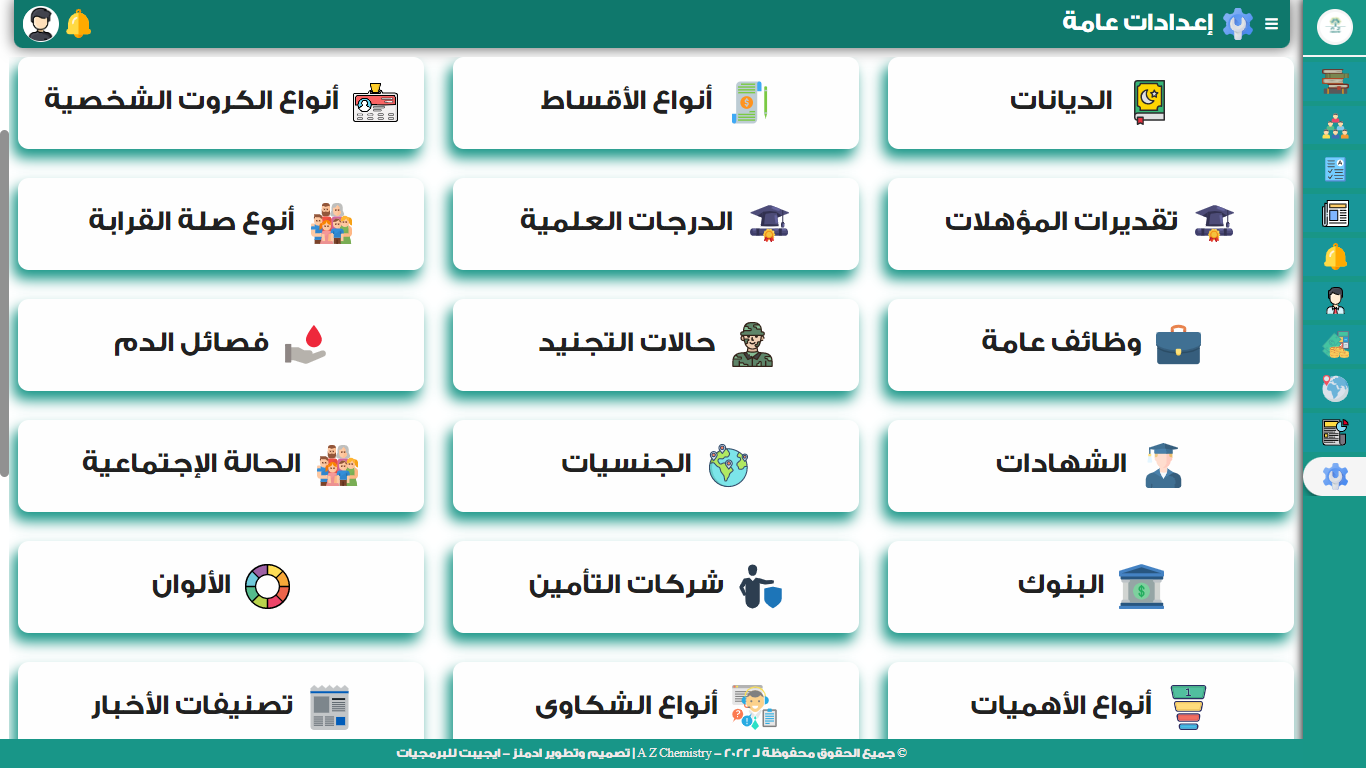 إعدادات عامة
الديانات
أنواع الأقساط
أنواع الكروت الشخصية
تقديرات المؤهلات
الدرجات العلمية
أنوع صلة القرابة
وظائف عامة
حالات التجنيد
فصائل الدم
الشهادات
الجنسيات
الحالة الإجتماعية
البنوك
شركات التأمين
الألوان
أنواع الأهميات
أنواع الشكاوى
تصنيفات الأخبار
© جميع الحقوق محفوظة لـ ٢٠٢٢ – A Z Chemistry | تصميم وتطوير ادمنز – ايجيبت للبرمجيات